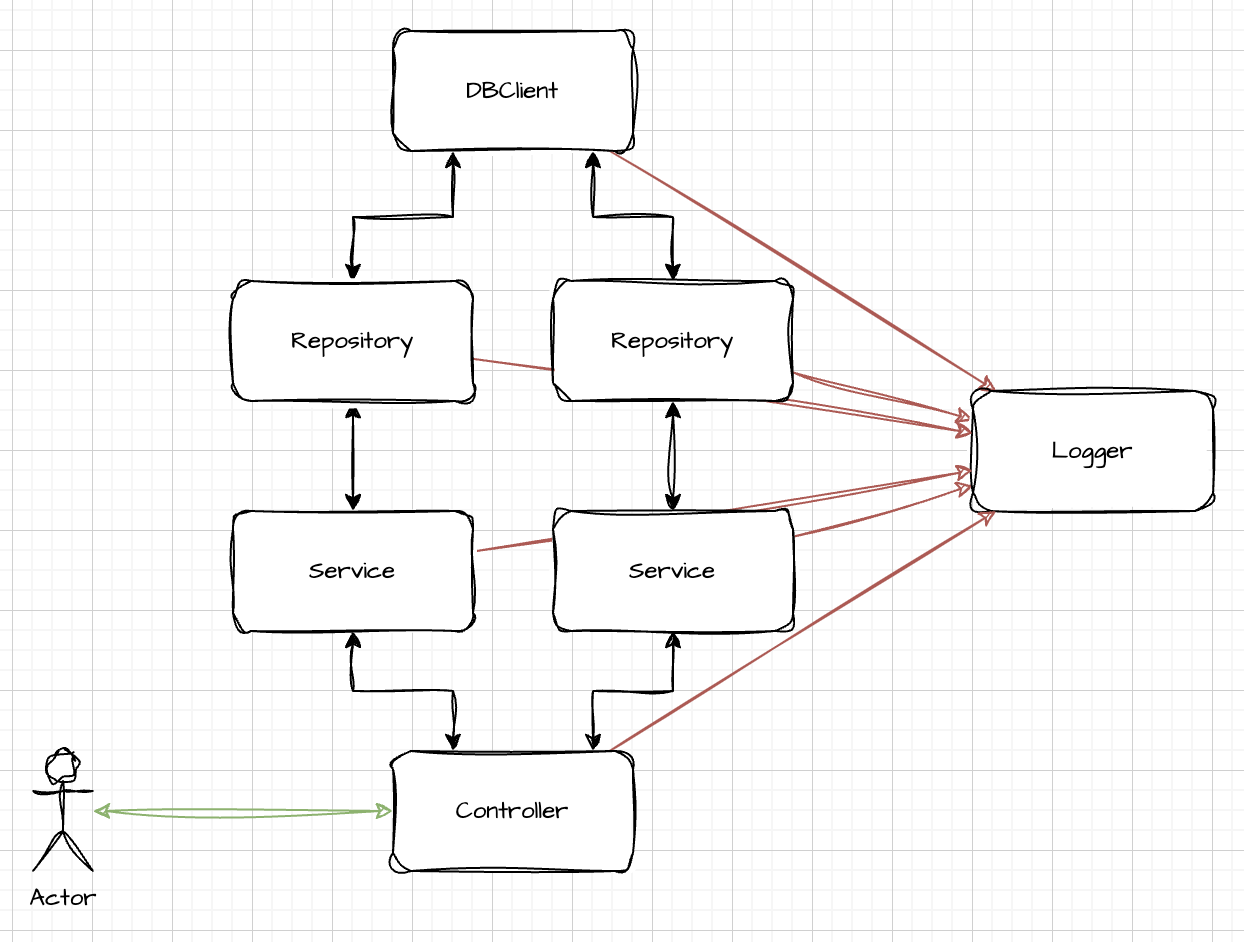 DBClient
Repository
Repository
Logger
Service
Service
Controller
Actor